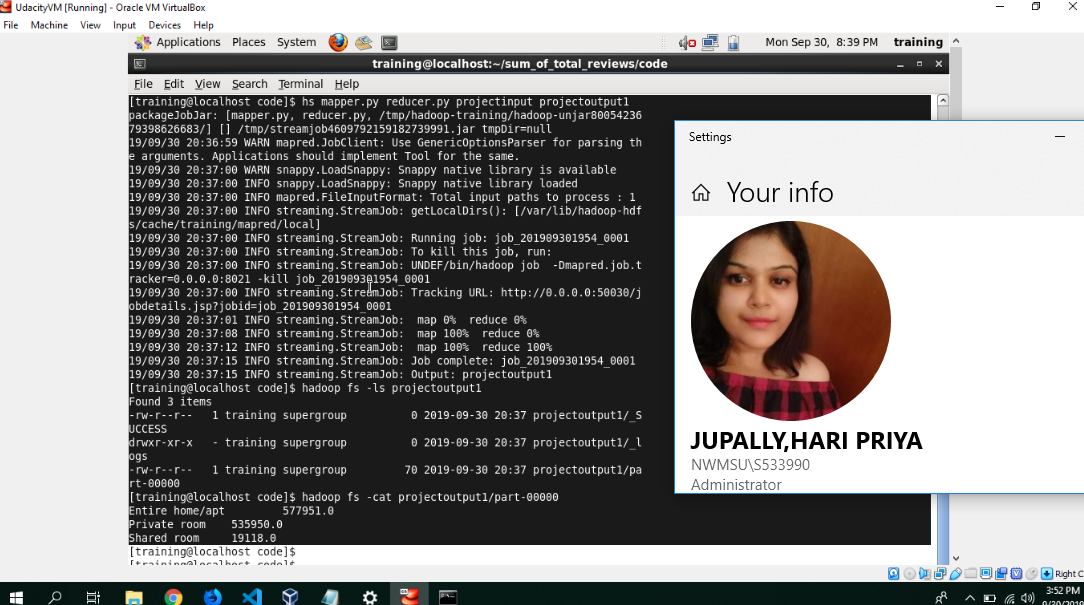 UdacityVM [Running] - Oracle VM VirtualBox
File Machine View Input Devices Help
Applications Places System Mon Sep 30, 8:39 PM training
training@localhost:~/sum_of_total_reviews/code
File Edit View Search Terminal Help
[training@localhost code]$ hs mapper.py reducer.py projectinput projectoutput1
packageJobJar: [mapper.py, reducer.py, /tmp/hadoop-training/hadoop-unjar80054236
79398626683/] [] /tmp/streamjob4609792159182739991.jar tmpDir=null
19/09/30 20:36:59 WARN mapred.JobClient: Use GenericOptionsParser for parsing th
e arguments. Applications should implement Tool for the same.
19/09/30 20:37:00 WARN snappy.LoadSnappy: Snappy native library is available
19/09/30 20:37:00 INFO snappy.LoadSnappy: Snappy native library loaded
19/09/30 20:37:00 INFO mapred.FileInputFormat: Total input paths to process : 1
19/09/30 20:37:00 INFO streaming.StreamJob: getLocalDirs(): [/var/lib/hadoop-hdf
s/cache/training/mapred/local]
19/09/30 20:37:00 INFO streaming.StreamJob: Running job: job_201909301954_0001
19/09/30 20:37:00 INFO streaming.StreamJob: To kill this job, run:
19/09/30 20:37:00 INFO streaming.StreamJob: UNDEF/bin/hadoop job -Dmapred.job.t
racker=0.0.0.0:8021 -kill job_201909301954_0001
19/09/30 20:37:00 INFO streaming.StreamJob: Tracking URL: http://0.0.0.0:50030/j
obdetails.jsp?jobid=job_201909301954_0001
19/09/30 20:37:01 INFO streaming.StreamJob: map 0% reduce 0%
19/09/30 20:37:08 INFO streaming.StreamJob: map 100% reduce 0%
19/09/30 20:37:12 INFO streaming.StreamJob: map 100% reduce 100%
19/09/30 20:37:15 INFO streaming.StreamJob: Job complete: job_201909301954_0001
19/09/30 20:37:15 INFO streaming.StreamJob: Output: projectoutput1
[training@localhost code]$ hadoop fs -ls projectoutput1
Found 3 items
-rw-r--r-- 1 training supergroup 0 2019-09-30 20:37 projectoutput1/_S
UCCESS
drwxr-xr-x - training supergroup 0 2019-09-30 20:37 projectoutput1/_l
ogs
-rw-r--r-- 1 training supergroup 70 2019-09-30 20:37 projectoutput1/pa
rt-00000
[training@localhost code]$ hadoop fs -cat projectoutput1/part-00000
Entire home/apt 577951.0
Private room 535950.0
Shared room 19118.0
[training@localhost code]$
Settings
Your info
JUPALLY,HARI PRIYA
NWMSU\S533990
Administrator
Right C
3:52 PM